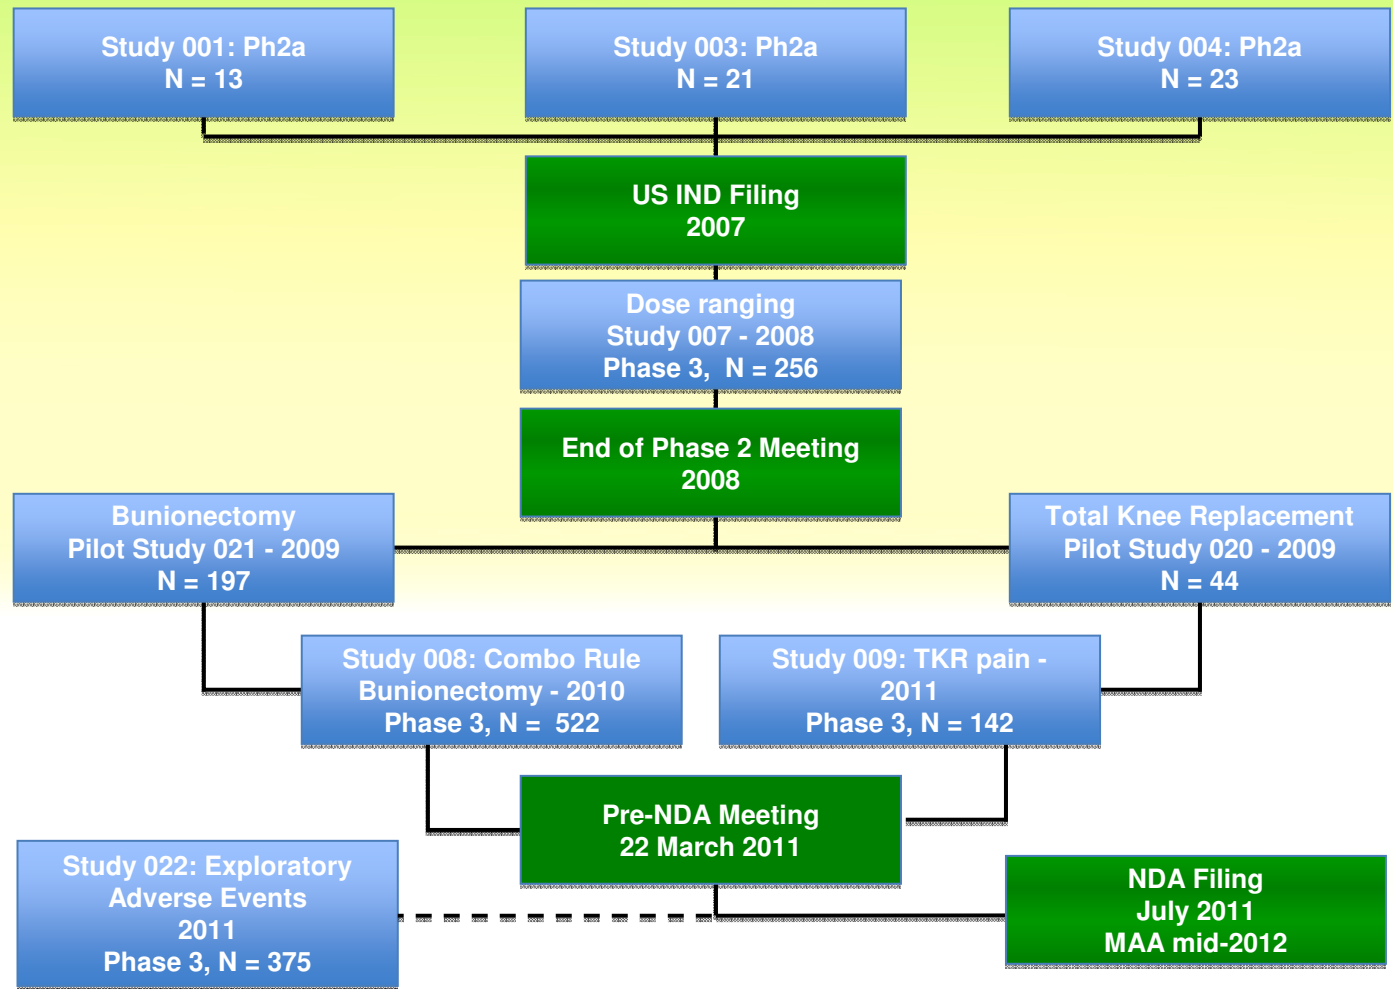 Study 001: Ph2a
N = 13
Study 003: Ph2a
N = 21
Study 004: Ph2a
N = 23
US IND Filing
2007
Dose ranging
Study 007 - 2008
Phase 3, N = 256
End of Phase 2 Meeting
2008
Bunionectomy
Pilot Study 021 - 2009
N = 197
Total Knee Replacement
Pilot Study 020 - 2009
N = 44
Study 008: Combo Rule
Bunionectomy - 2010
Phase 3, N = 522
Study 009: TKR pain -
2011
Phase 3, N = 142
Pre-NDA Meeting
22 March 2011
Study 022: Exploratory
Adverse Events
2011
Phase 3, N = 375
NDA Filing
July 2011
MAA mid-2012